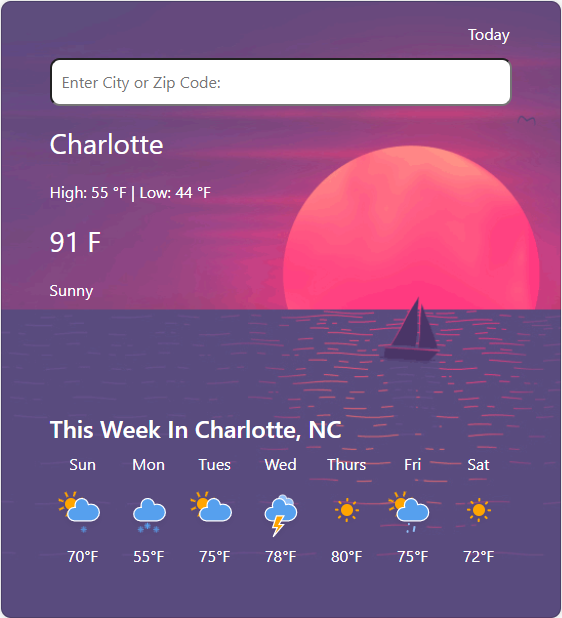 Today
Enter City or Zip Code:
Charlotte
High: 55 °F | Low: 44 °F
91 F
Sunny
This Week In Charlotte, NC
Sun Mon Tues Wed Thurs Fri Sat
70°F 55°F 75°F 78°F 80°F 75°F 72°F